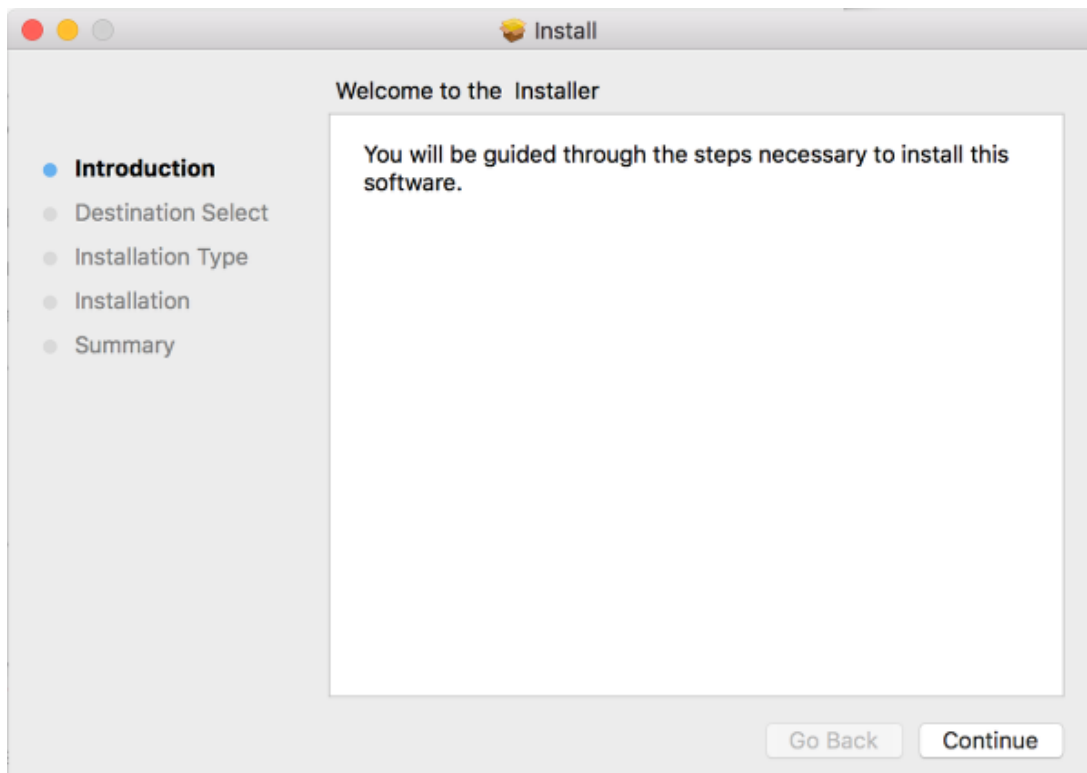 Install
Welcome to the  Installer
Introduction
Destination Select
Installation Type
Installation
Summary
You will be guided through the steps necessary to install this
software.
Go Back
Continue